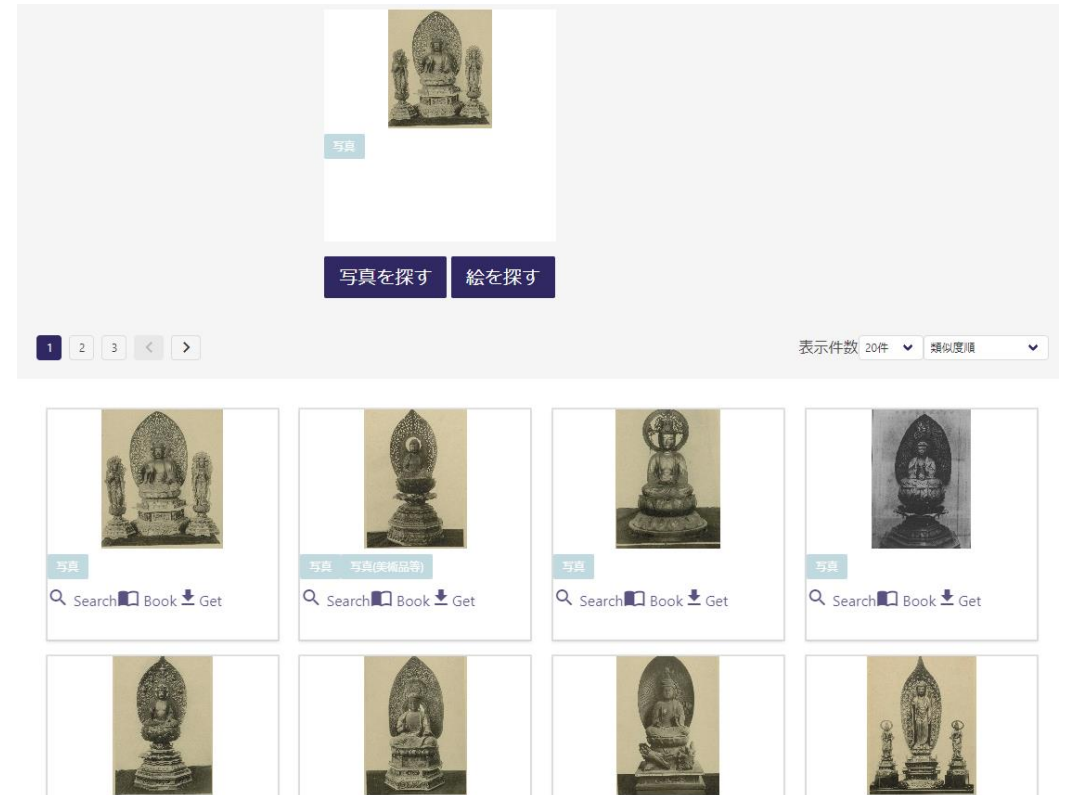 写真
写真を探す 絵を探す
1 2 3 表示件数 20件 類似度順
写真 写真 写真(美術品等) 写真 写真
Search Book Get Search Book Get Search Book Get Search Book Get